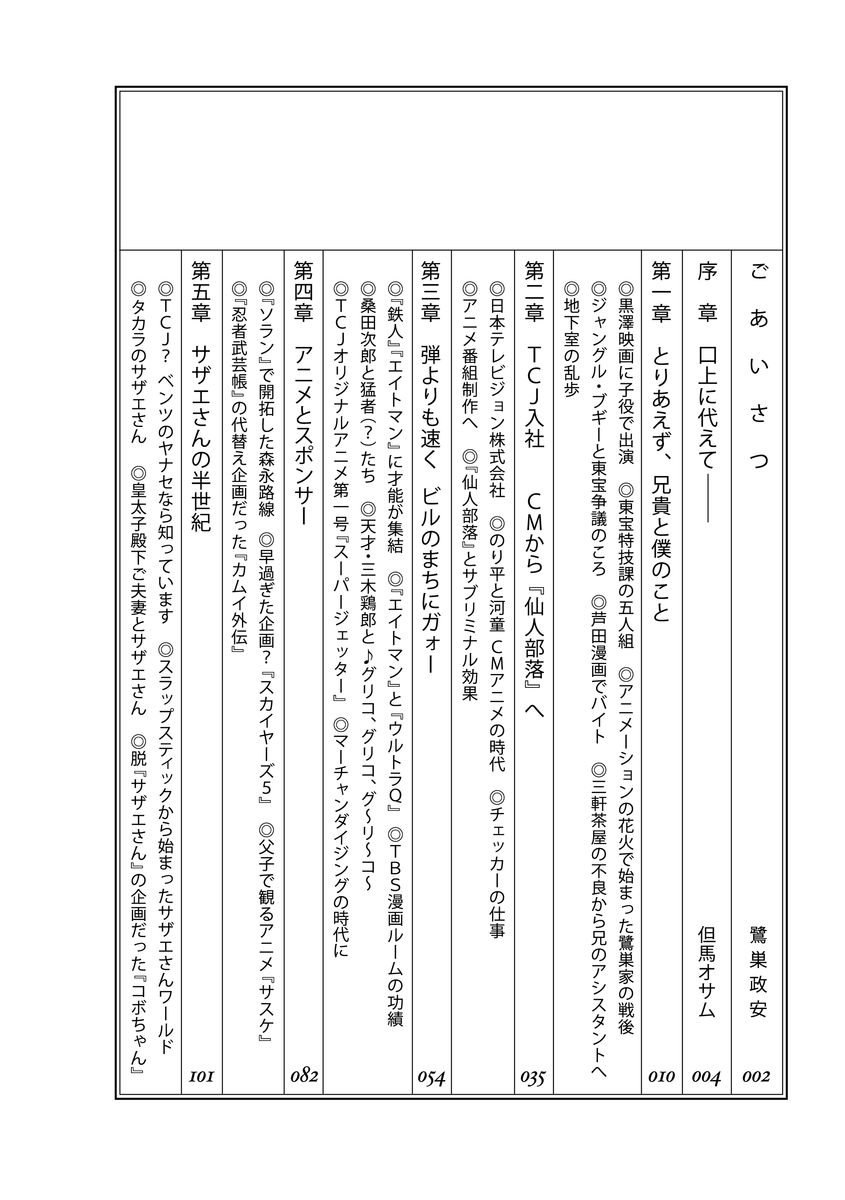 ごあいさつ　鷺巣政安　002
序　章　口上に代えて――　但馬オサム　004
第一章　とりあえず、兄貴と僕のこと　010
◎黒澤映画に子役で出演　◎東宝特技課の五人組　◎アニメーションの花火で始まった鷺巣家の戦後
◎ジャングル・ブギーと東宝争議のころ　◎芦田漫画でバイト　◎三軒茶屋の不良から兄のアシスタントへ
◎地下室の乱歩
第二章　TCJ入社　CMから『仙人部落』へ　035
◎日本テレビジョン株式会社　◎のり平と河童 CMアニメの時代　◎チェッカーの仕事
◎アニメ番組制作へ　◎『仙人部落』とサブリミナル効果
第三章　弾よりも速く ビルのまちにガォー　054
◎『鉄人』『エイトマン』に才能が集結　◎『エイトマン』と『ウルトラQ』　◎TBS漫画ルームの功績
◎桑田次郎と猛者（？）たち　◎天才・三木鶏郎と♪グリコ、グリコ、グ〜リ〜コ〜
◎TCJオリジナルアニメ第一号『スーパージェッター』　◎マーチャンダイジングの時代に
第四章　アニメとスポンサー　082
◎『ソラン』で開拓した森永路線　◎早過ぎた企画？『スカイヤーズ5』　◎父子で観るアニメ『サスケ』
◎『忍者武芸帳』の代替え企画だった『カムイ外伝』
第五章　サザエさんの半世紀　101
◎TCJ？ ベンツのヤナセなら知っています　◎スラップスティックから始まったサザエさんワールド
◎タカラのサザエさん　◎皇太子殿下ご夫妻とサザエさん　◎脱『サザエさん』の企画だった『コボちゃん』